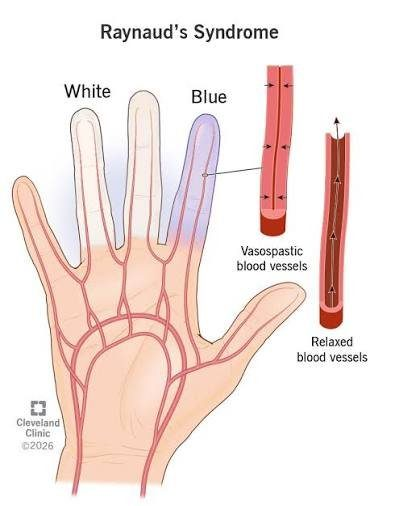 Raynaud's Syndrome
White
Blue
Vasospastic
blood vessels
Relaxed
blood vessels
Cleveland
Clinic
©2026